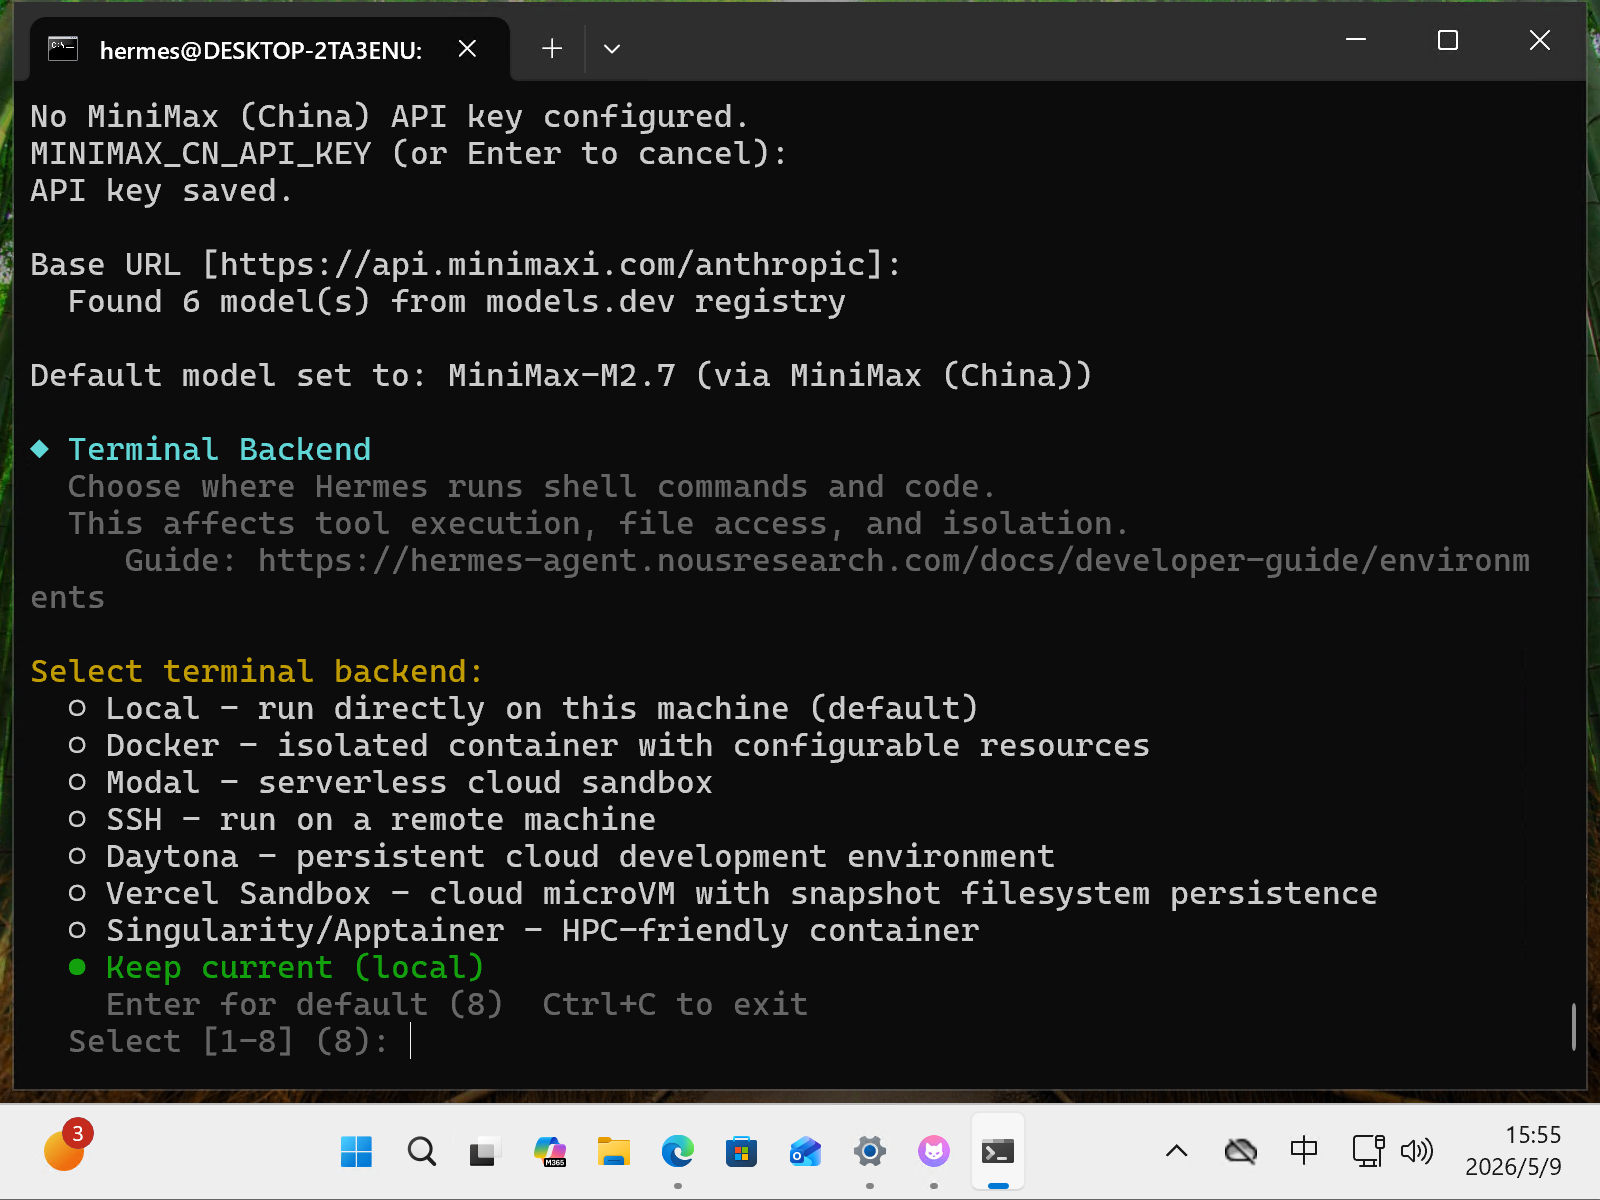 hermes@DESKTOP-2TA3ENU:
No MiniMax (China) API key configured.
MINIMAX_CN_API_KEY (or Enter to cancel):
API key saved.
Base URL [https://api.minimaxi.com/anthropic]:
Found 6 model(s) from models.dev registry
Default model set to: MiniMax-M2.7 (via MiniMax (China))
◆ Terminal Backend
Choose where Hermes runs shell commands and code.
This affects tool execution, file access, and isolation.
Guide: https://hermes-agent.nousresearch.com/docs/developer-guide/environm
ents
Select terminal backend:
○ Local - run directly on this machine (default)
○ Docker - isolated container with configurable resources
○ Modal - serverless cloud sandbox
○ SSH - run on a remote machine
○ Daytona - persistent cloud development environment
○ Vercel Sandbox - cloud microVM with snapshot filesystem persistence
○ Singularity/Apptainer - HPC-friendly container
● Keep current (local)
Enter for default (8)  Ctrl+C to exit
Select [1-8] (8):
3
M365
中
15:55
2026/5/9